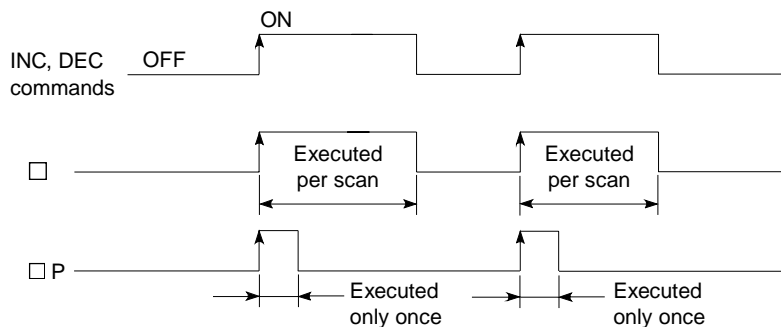 ON
INC, DEC
commands
OFF
Executed
per scan
Executed
per scan
□
□ P
Executed
only once
Executed
only once